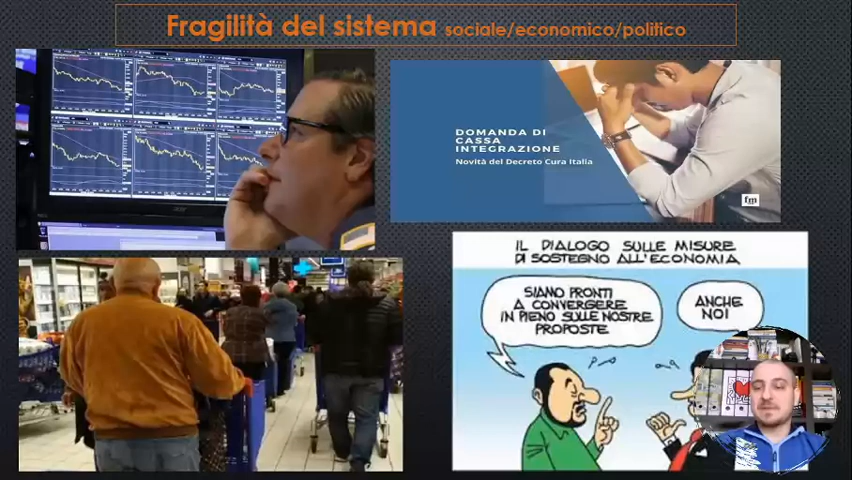 Fragilità del sistema sociale/economico/politico
DOMANDA DI
CASSA
INTEGRAZIONE
Novità del Decreto Cura Italia
fm
IL DIALOGO SULLE MISURE
DI SOSTEGNO ALL'ECONOMIA
SIAMO PRONTI
A CONVERGERE
IN PIENO SULLE NOSTRE
PROPOSTE
ANCHE
NOI